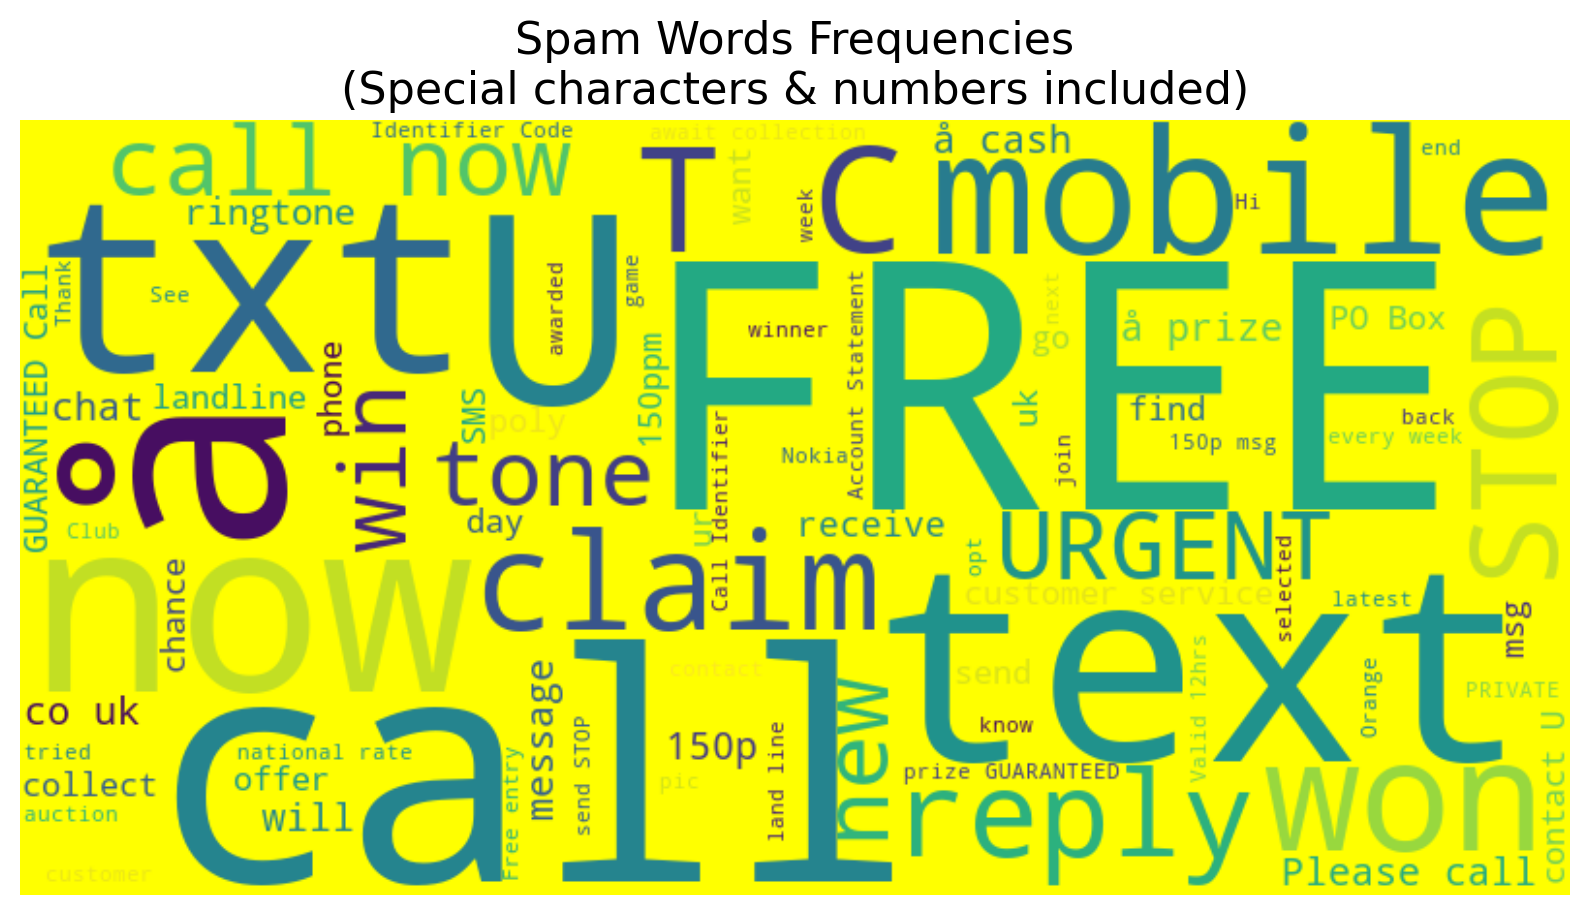 Spam Words Frequencies
(Special characters & numbers included)
Identifier Code
await collection
å cash
end
call now
T C
want
mobile
week
Hi
ringtone
txt
U
Thank
See
awarded
game
FREE
winner
Account Statement
next
go
å prize
PO Box
STOP
GUARANTEED Call
phone
150ppm
chat
landline
win
SMS
poly
uk
find
back
å
tone
Call Identifier
Nokia
join
150p msg
every week
Club
day
ur
receive
URGENT
opt
selected
now
chance
claim
customer service
latest
msg
text
call
message
contact
send
Valid 12hrs
Orange
PRIVATE
co uk
new
know
tried
national rate
send STOP
150p
land line
contact U
collect
offer
Free entry
pic
prize GUARANTEED
won
auction
will
reply
customer
Please call